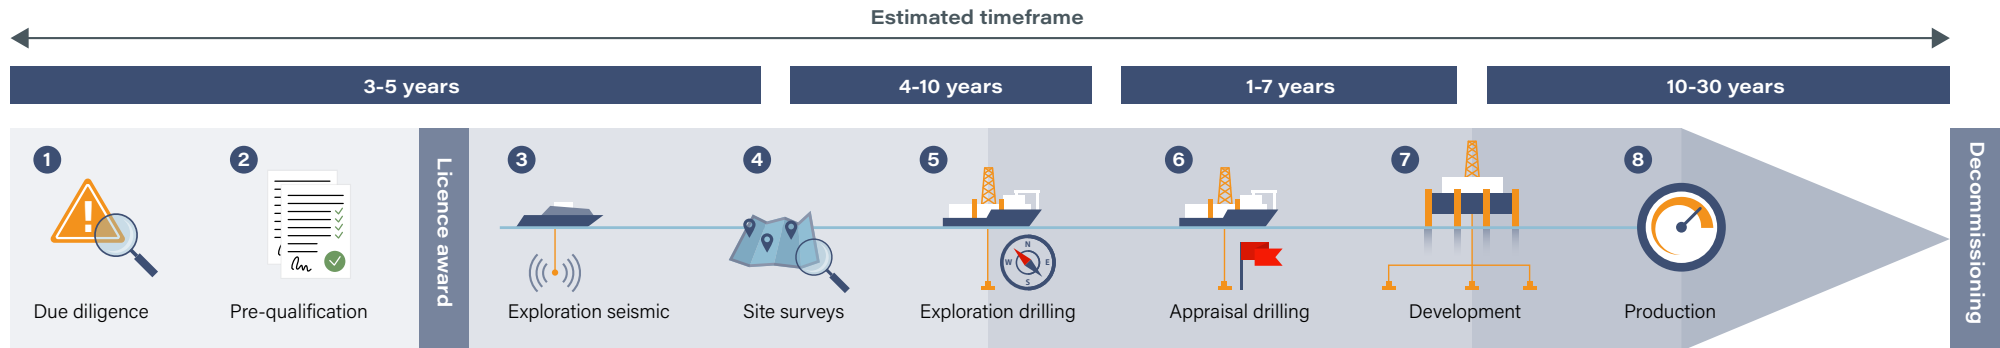 Estimated timeframe
3-5 years
4-10 years
1-7 years
10-30 years
1
2
3
4
5
6
7
8
Licence award
Decommissioning
N
W
E
S
Due diligence
Pre-qualification
Exploration seismic
Site surveys
Exploration drilling
Appraisal drilling
Development
Production